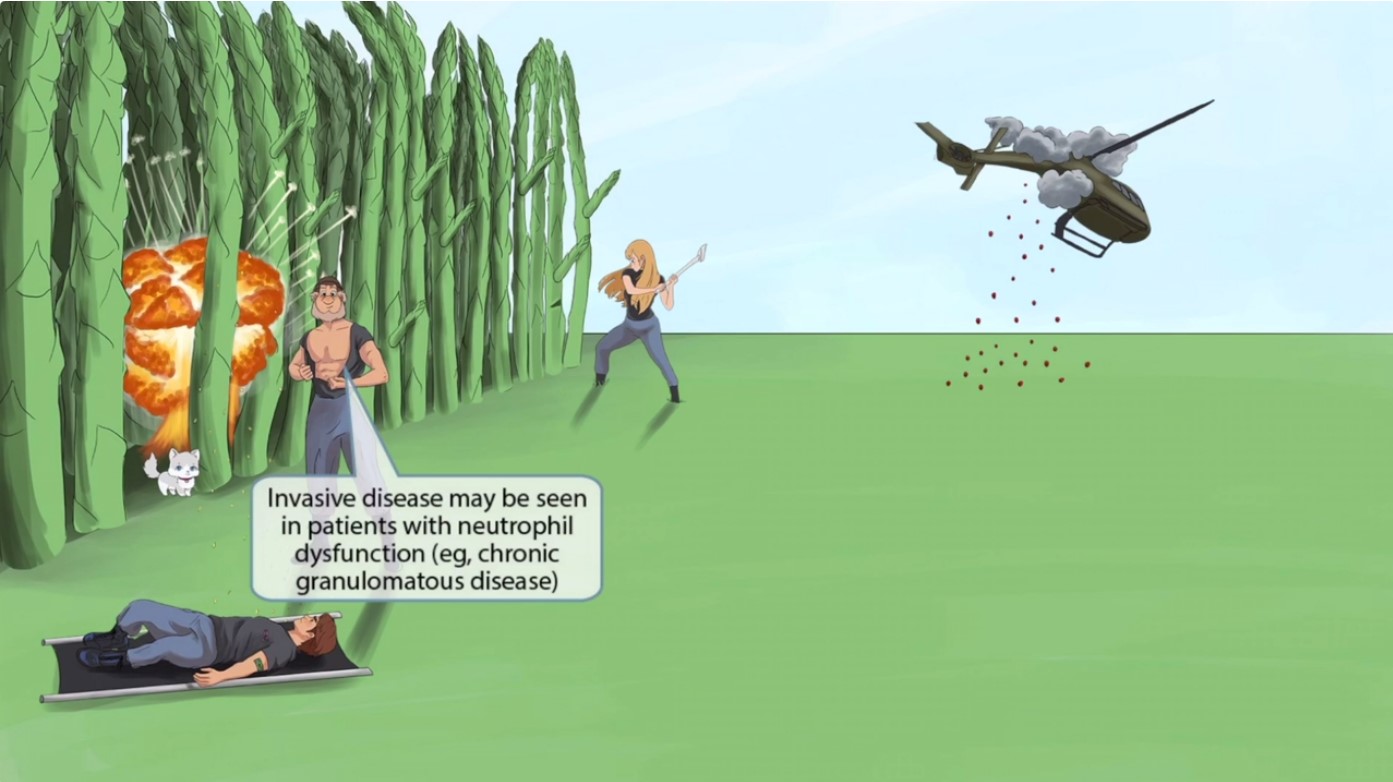 Invasive disease may be seen
in patients with neutrophil
dysfunction (eg, chronic
granulomatous disease)